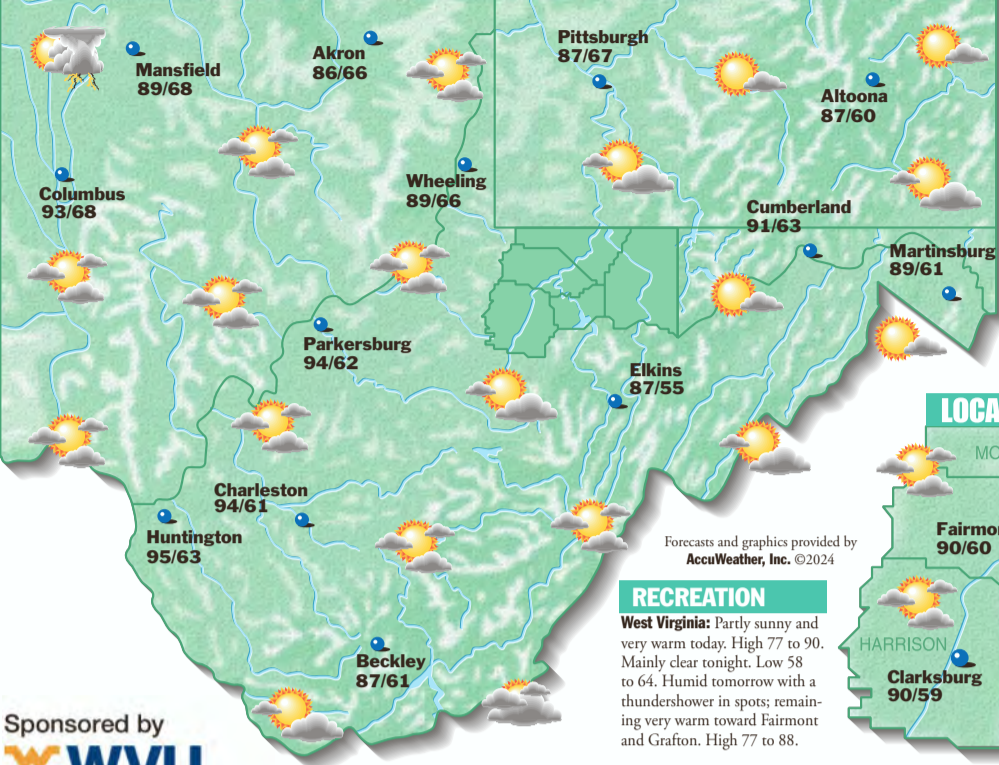 Mansfield
89/68
Akron
86/66
Pittsburgh
87/67
Altoona
87/60
Columbus
93/68
Wheeling
89/66
Cumberland
91/63
Martinsburg
89/61
Parkersburg
94/62
Elkins
87/55
Charleston
94/61
Huntington
95/63
Beckley
87/61
Forecasts and graphics provided by
AccuWeather, Inc. ©2024
RECREATION
West Virginia: Partly sunny and
very warm today. High 77 to 90.
Mainly clear tonight. Low 58
to 64. Humid tomorrow with a
thundershower in spots; remain-
ing very warm toward Fairmont
and Grafton. High 77 to 88.
LOCA
MO
Fairmo
90/60
HARRISON
Clarksburg
90/59
Sponsored by
WVU